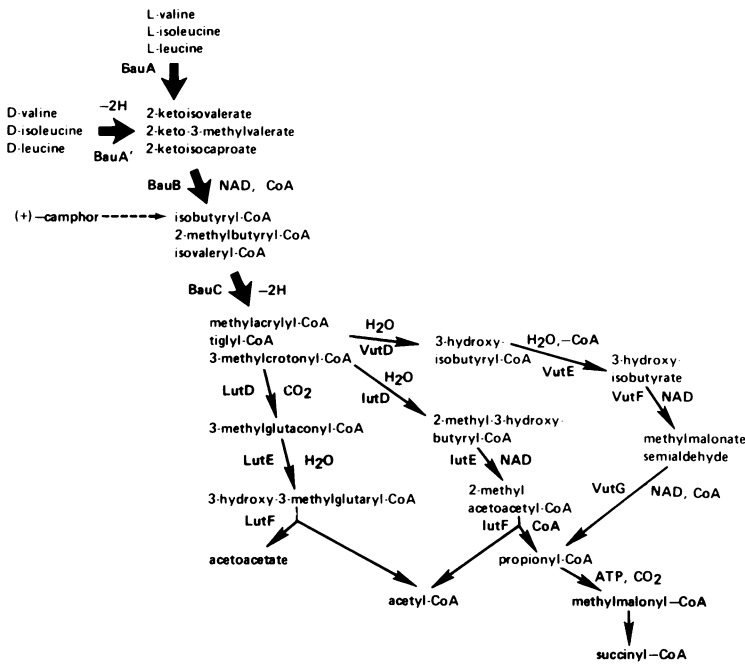 L-valine
L-isoleucine
L-leucine
BauA
D-valine
D-isoleucine
D-leucine
-2H
BauA'
2-ketoisovalerate
2-keto-3-methylvalerate
2-ketoisocaproate
BauB
NAD, CoA
(+)-camphor
isobutyryl-CoA
2-methylbutyryl-CoA
isovaleryl-CoA
BauC
-2H
methylacrylyl-CoA
tiglyl-CoA
3-methylcrotonyl-CoA
H2O
VutD
3-hydroxy-
isobutyryl-CoA
H2O,-CoA
VutE
3-hydroxy-
isobutyrate
VutF
NAD
LutD
CO2
H2O
IutD
3-methylglutaconyl-CoA
2-methyl-3-hydroxy-
butyryl-CoA
methylmalonate
semialdehyde
LutE
H2O
IutE
NAD
3-hydroxy-3-methylglutaryl-CoA
2-methyl
acetoacetyl-CoA
VutG
NAD, CoA
LutF
IutF
CoA
acetoacetate
propionyl-CoA
ATP, CO2
acetyl-CoA
methylmalonyl-CoA
succinyl-CoA